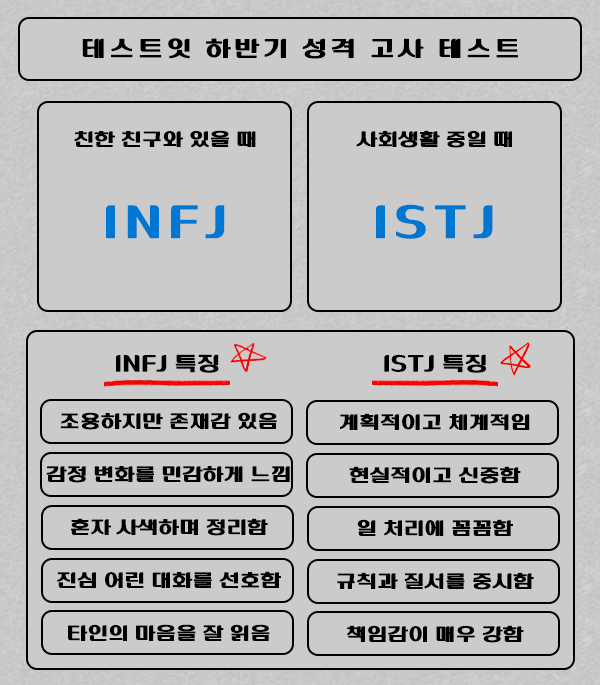 테스트잇 하반기 성격 고사 테스트
친한 친구와 있을 때
INFJ
사회생활 중일 때
ISTJ
INFJ 특징
조용하지만 존재감 있음
감정 변화를 민감하게 느낌
혼자 사색하며 정리함
진심 어린 대화를 선호함
타인의 마음을 잘 읽음
ISTJ 특징
계획적이고 체계적임
현실적이고 신중함
일 처리에 꼼꼼함
규칙과 질서를 중시함
책임감이 매우 강함